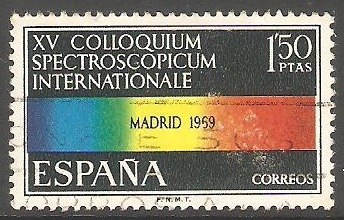 XV COLLOQUIUM
SPECTROSCOPICUM
INTERNATIONALE
1'50
PTAS
MADRID 1969
ESPAÑA
CORREOS
F.N.M.T.